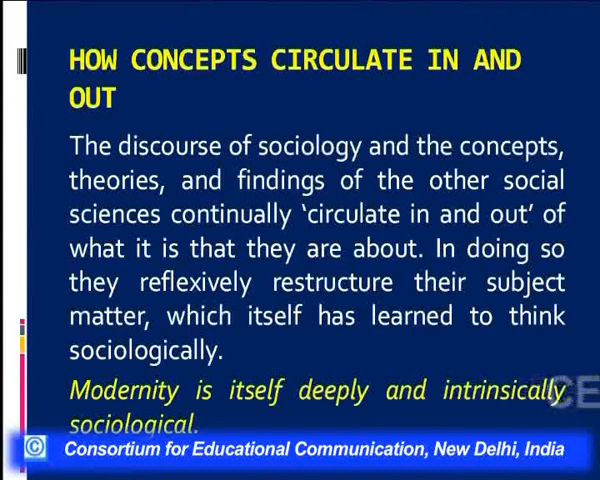 HOW CONCEPTS CIRCULATE IN AND
OUT
The discourse of sociology and the concepts,
theories, and findings of the other social
sciences continually ‘circulate in and out’ of
what it is that they are about. In doing so
they reflexively restructure their subject
matter, which itself has learned to think
sociologically.
Modernity is itself deeply and intrinsically
CE
sociological.
© Consortium for Educational Communication, New Delhi, India